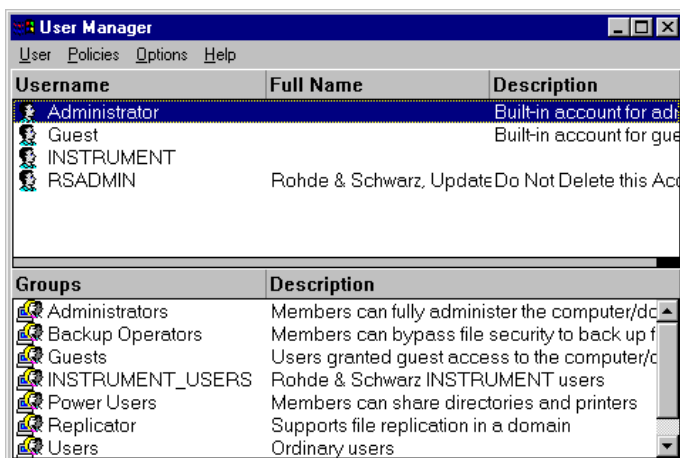 User Manager
User Policies Options Help
Username Full Name Description
Administrator Built-in account for adr
Guest Built-in account for gue
INSTRUMENT
RSADMIN Rohde & Schwarz, Update Do Not Delete this Acc
Groups Description
Administrators Members can fully administer the computer/dc
Backup Operators Members can bypass file security to back up f
Guests Users granted guest access to the computer/c
INSTRUMENT_USERS Rohde & Schwarz INSTRUMENT users
Power Users Members can share directories and printers
Replicator Supports file replication in a domain
Users Ordinary users